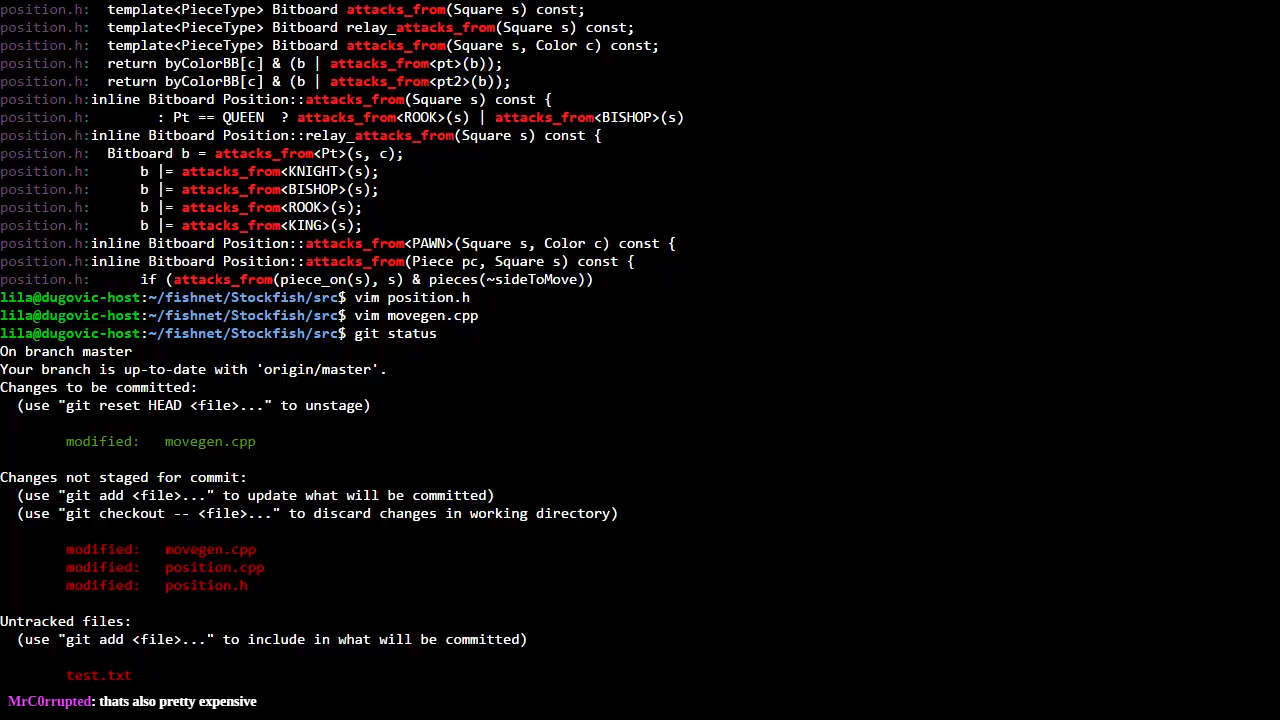 position.h:  template<PieceType> Bitboard attacks_from(Square s) const;
position.h:  template<PieceType> Bitboard relay_attacks_from(Square s) const;
position.h:  template<PieceType> Bitboard attacks_from(Square s, Color c) const;
position.h:  return byColorBB[c] & (b | attacks_from<pt>(b));
position.h:  return byColorBB[c] & (b | attacks_from<pt2>(b));
position.h:inline Bitboard Position::attacks_from(Square s) const {
position.h:        : Pt == QUEEN  ? attacks_from<ROOK>(s) | attacks_from<BISHOP>(s)
position.h:inline Bitboard Position::relay_attacks_from(Square s) const {
position.h:  Bitboard b = attacks_from<Pt>(s, c);
position.h:      b |= attacks_from<KNIGHT>(s);
position.h:      b |= attacks_from<BISHOP>(s);
position.h:      b |= attacks_from<ROOK>(s);
position.h:      b |= attacks_from<KING>(s);
position.h:inline Bitboard Position::attacks_from<PAWN>(Square s, Color c) const {
position.h:inline Bitboard Position::attacks_from(Piece pc, Square s) const {
position.h:      if (attacks_from(piece_on(s), s) & pieces(~sideToMove))
lila@dugovic-host:~/fishnet/Stockfish/src$ vim position.h
lila@dugovic-host:~/fishnet/Stockfish/src$ vim movegen.cpp
lila@dugovic-host:~/fishnet/Stockfish/src$ git status
On branch master
Your branch is up-to-date with 'origin/master'.
Changes to be committed:
  (use "git reset HEAD <file>..." to unstage)
        modified:   movegen.cpp
Changes not staged for commit:
  (use "git add <file>..." to update what will be committed)
  (use "git checkout -- <file>..." to discard changes in working directory)
        modified:   movegen.cpp
        modified:   position.cpp
        modified:   position.h
Untracked files:
  (use "git add <file>..." to include in what will be committed)
        test.txt
MrC0rrupted: thats also pretty expensive